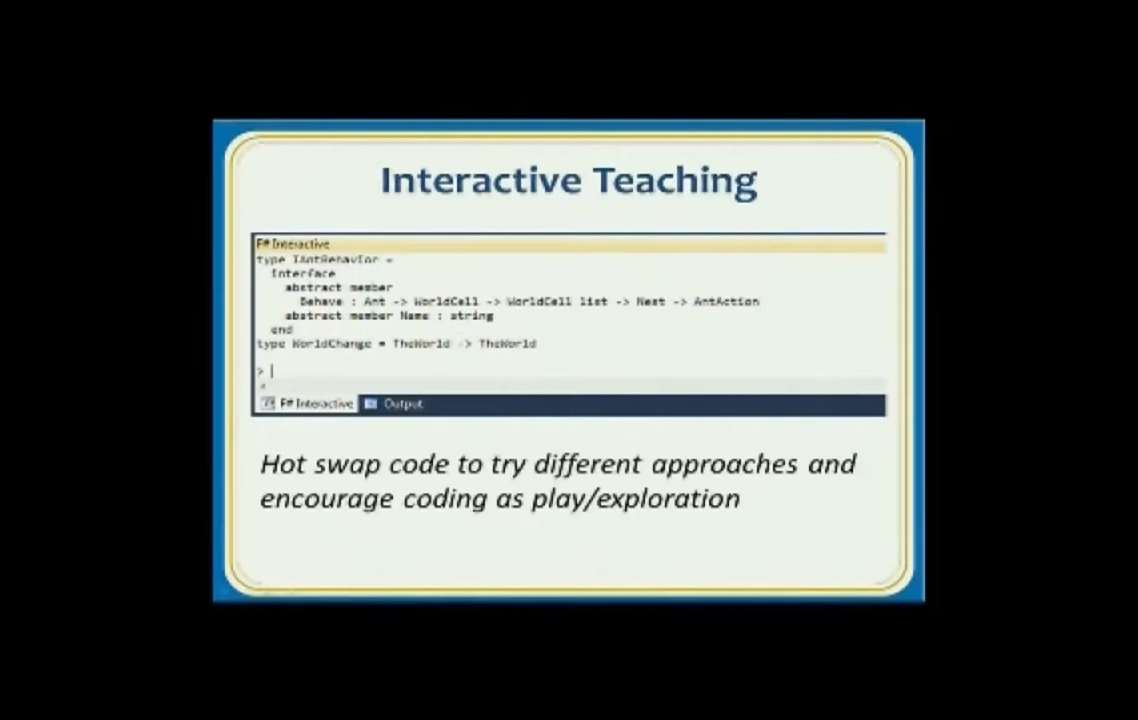 Interactive Teaching
F# Interactive
type IAntBehavior =
interface
abstract member
Behave : Ant -> WorldCell -> WorldCell list -> Nest -> AntAction
abstract member Name : string
end
type WorldChange = TheWorld -> TheWorld
>
F# Interactive Output
Hot swap code to try different approaches and
encourage coding as play/exploration